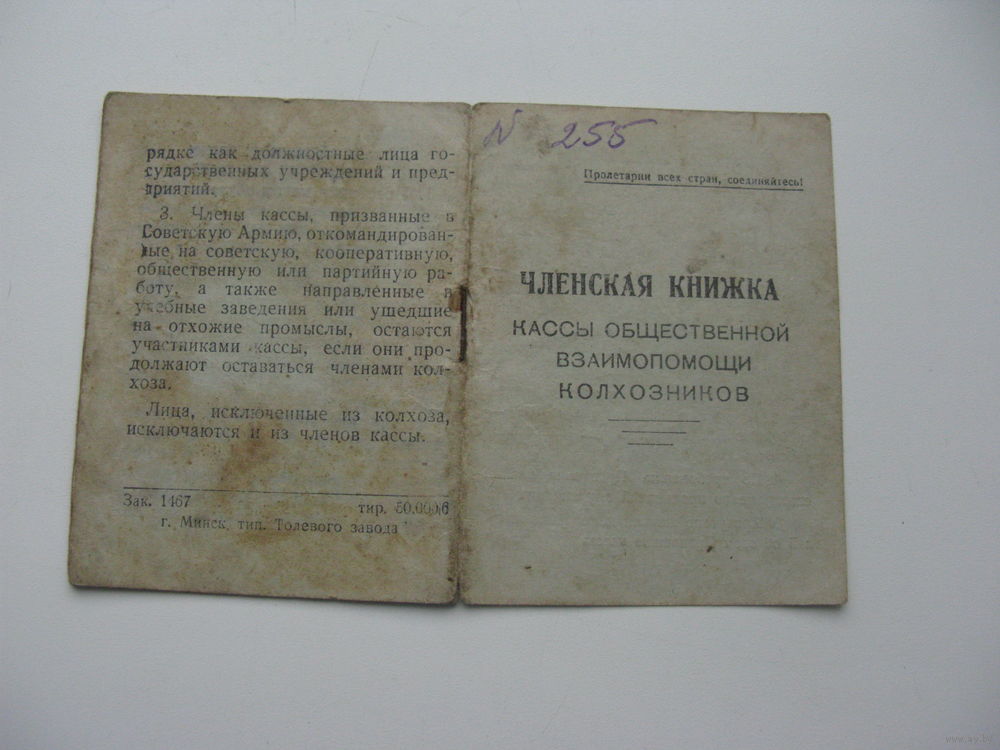 рядке как должностные лица го-
сударственных учреждений и пред-
приятий.
3. Члены кассы, призванные в
Советскую Армию, откомандирован-
ные на советскую, кооперативную,
общественную или партийную ра-
боту, а также направленные в
учебные заведения или ушедшие
на отхожие промыслы, остаются
участниками кассы, если они про-
должают оставаться членами кол-
хоза.
Лица, исключенные из колхоза,
исключаются и из членов кассы.
Зак. 1467 тир.
г. Минск, тип. Толевого завода
N 255
Пролетарии всех стран, соединяйтесь!
ЧЛЕНСКАЯ КНИЖКА
КАССЫ ОБЩЕСТВЕННОЙ
ВЗАИМОПОМОЩИ
КОЛХОЗНИКОВ